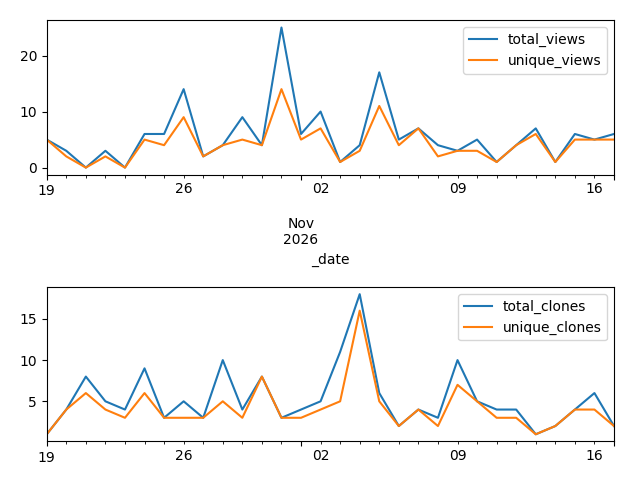 total_views
unique_views
20
10
0
19 26 02 09 16
Nov
2026
_date
total_clones
unique_clones
15
10
5
19 26 02 09 16